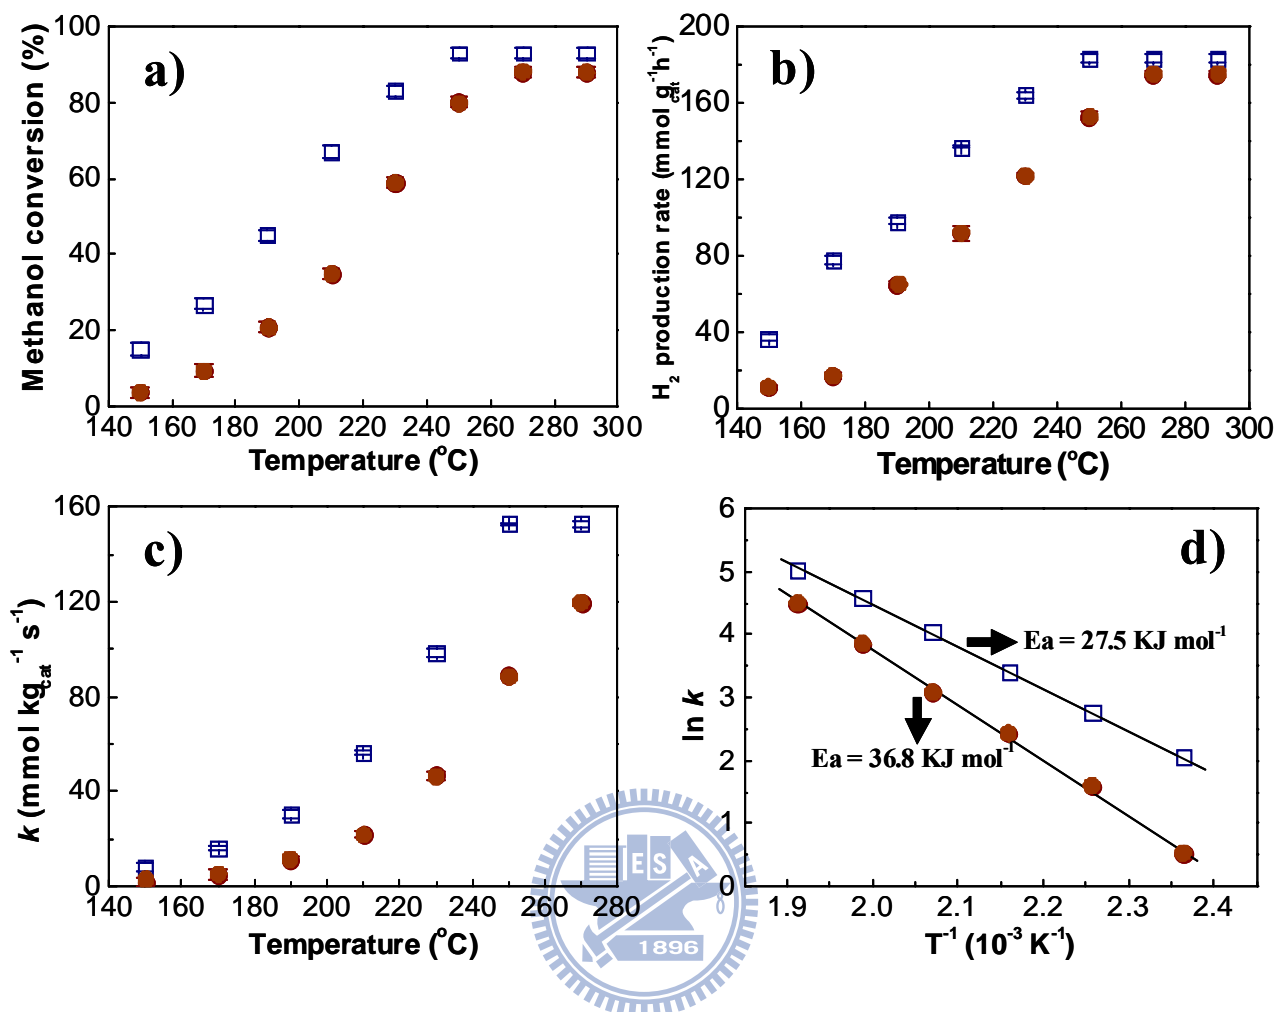 a)
Methanol conversion (%)
100
80
60
40
20
0
140 160 180 200 220 240 260 280 300
Temperature (°C)
b)
H2 production rate (mmol gcat-1 h-1)
200
160
120
80
40
0
140 160 180 200 220 240 260 280 300
Temperature (°C)
c)
k (mmol kgcat-1 s-1)
160
120
80
40
0
140 160 180 200 220 240 260 280
Temperature (°C)
d)
ln k
6
5
4
3
2
1
0
Ea = 27.5 KJ mol-1
Ea = 36.8 KJ mol-1
1.9 2.0 2.1 2.2 2.3 2.4
T-1 (10-3 K-1)
E S A
1896